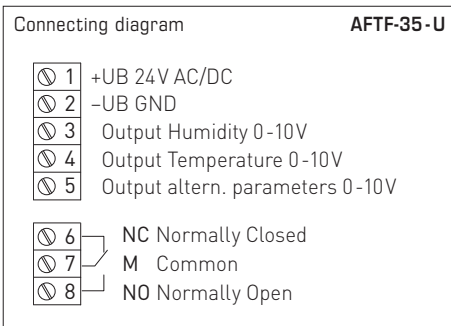 Connecting diagram AFTF-35-U
1 +UB 24V AC/DC
2 –UB GND
3 Output Humidity 0-10V
4 Output Temperature 0-10V
5 Output altern. parameters 0-10V
6 NC Normally Closed
7 M Common
8 NO Normally Open